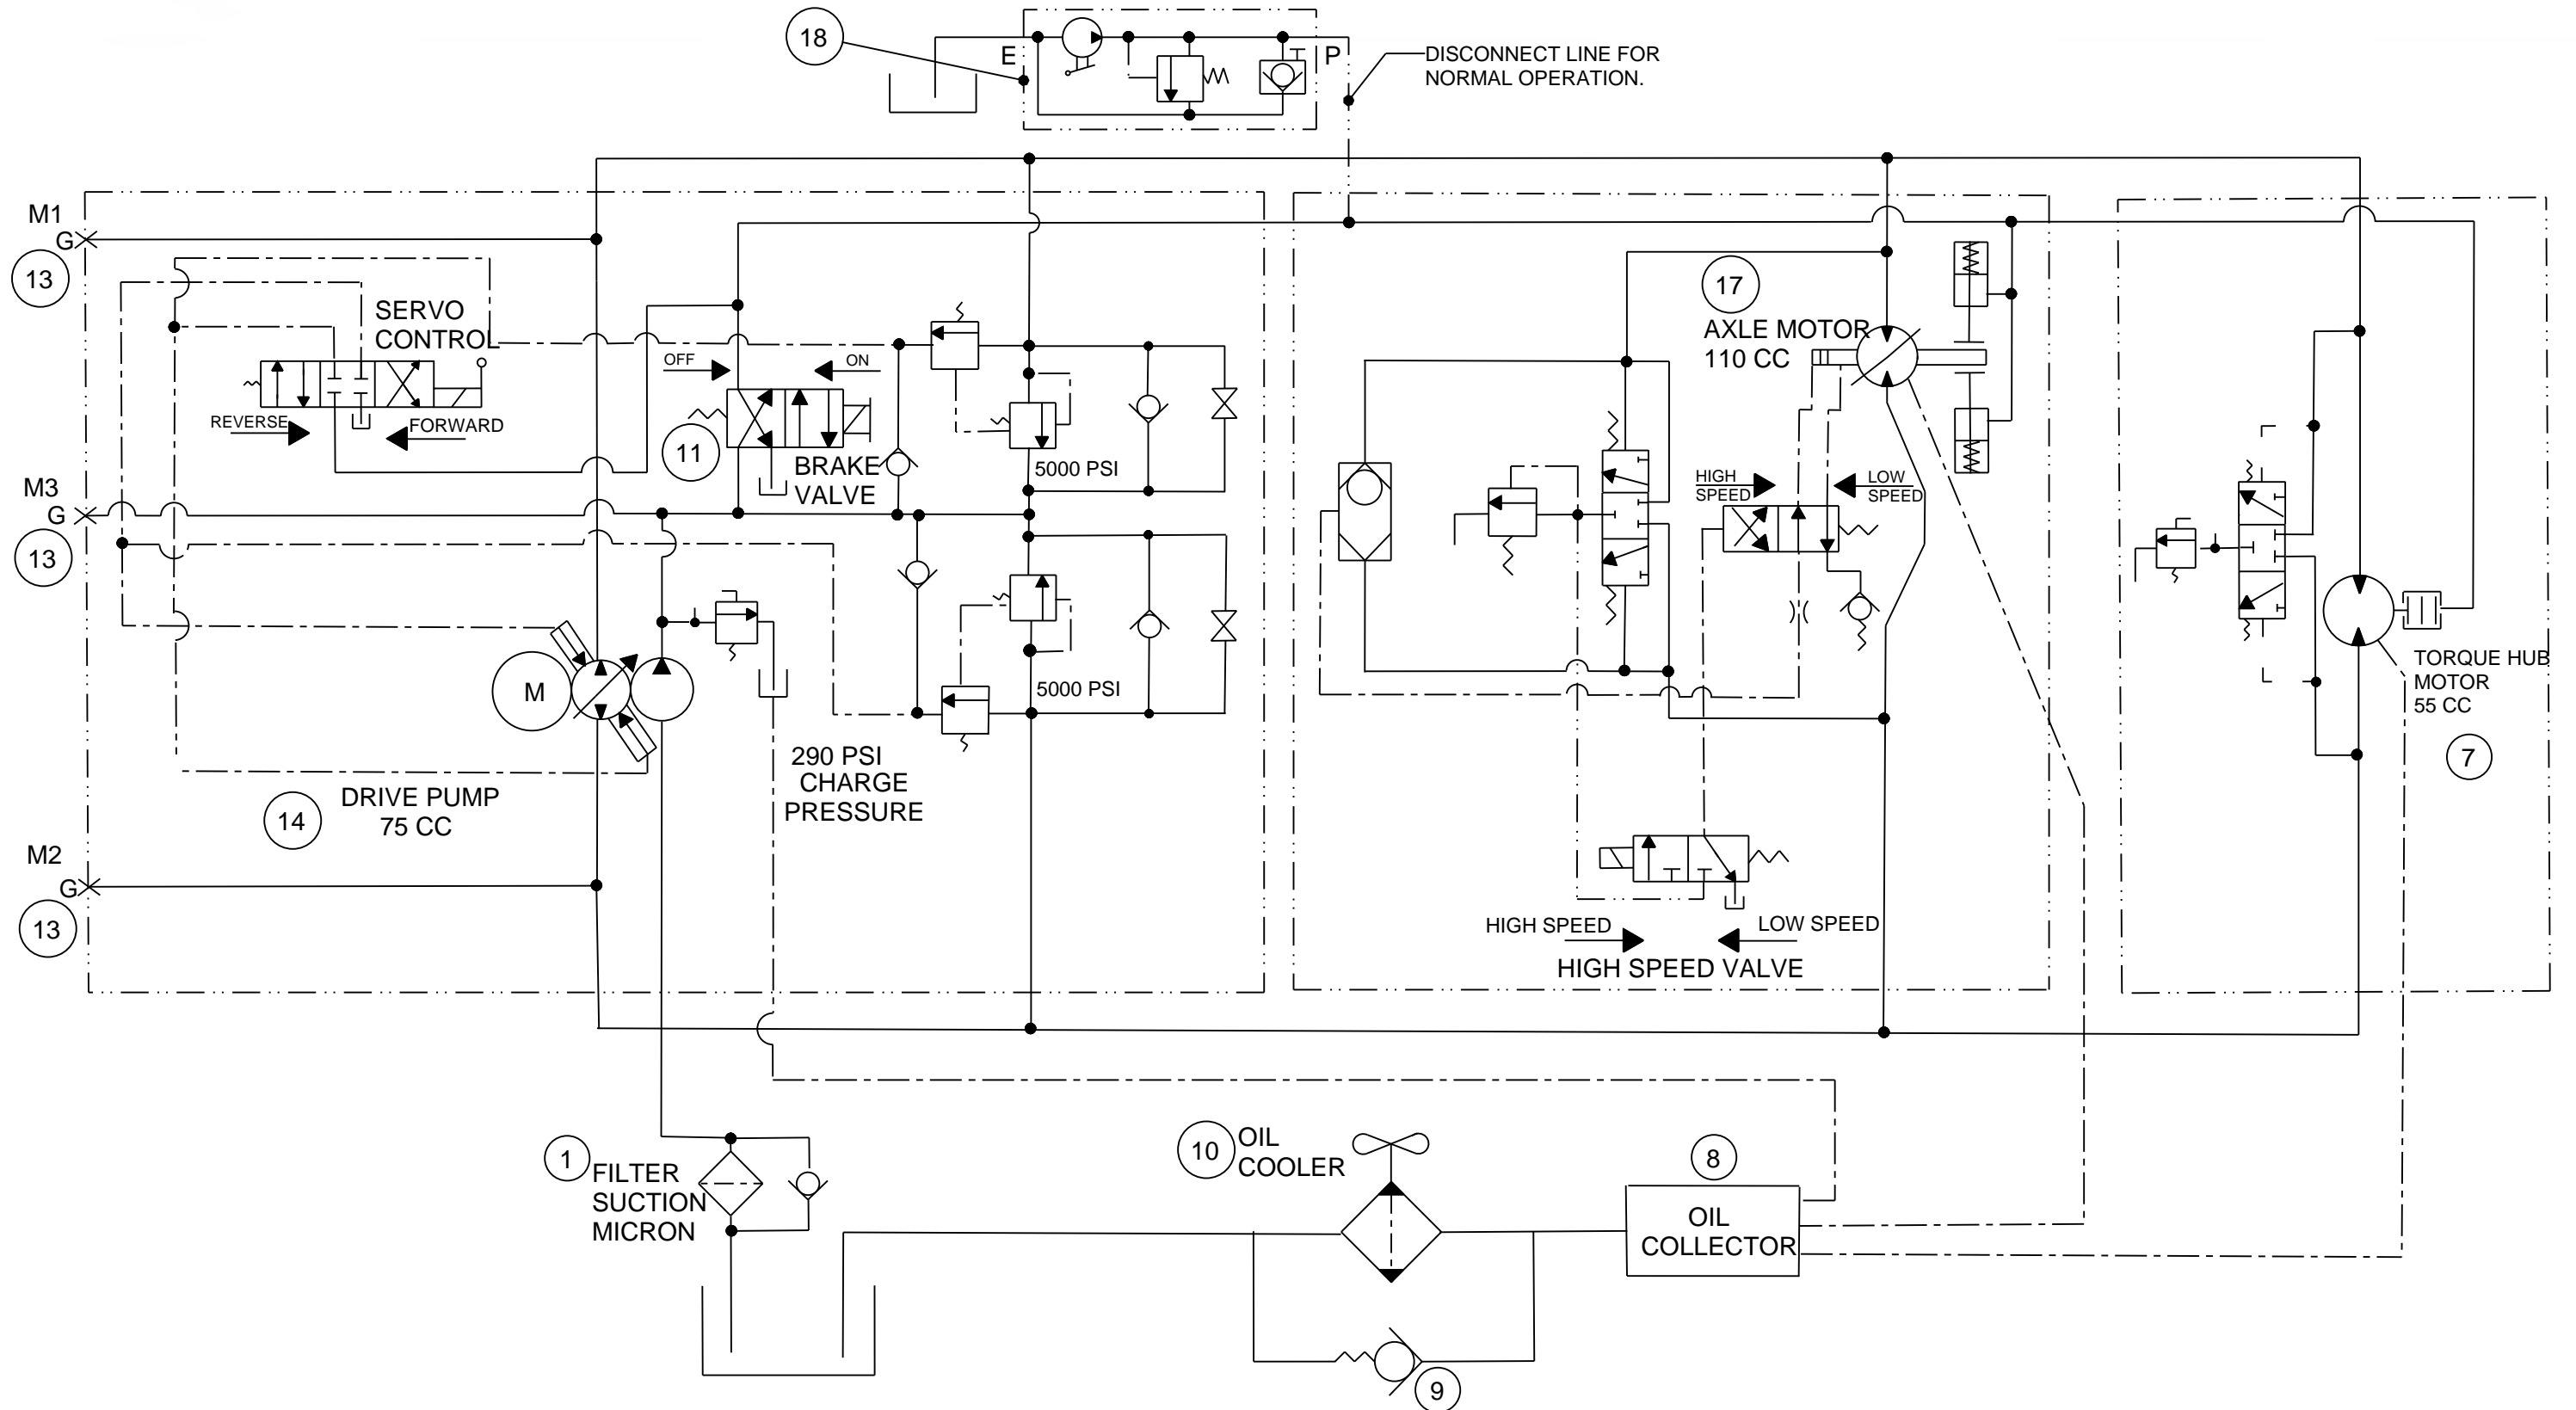 18
E
P
DISCONNECT LINE FOR
NORMAL OPERATION.
M1
G
13
SERVO
CONTROL
REVERSE
FORWARD
OFF
ON
11
BRAKE
VALVE
5000 PSI
M3
G
13
M
5000 PSI
290 PSI
CHARGE
PRESSURE
14
DRIVE PUMP
75 CC
M2
G
13
17
AXLE MOTOR
110 CC
HIGH
SPEED
LOW
SPEED
HIGH SPEED
LOW SPEED
HIGH SPEED VALVE
TORQUE HUB
MOTOR
55 CC
7
1
FILTER
SUCTION
MICRON
10
OIL
COOLER
8
OIL
COLLECTOR
9